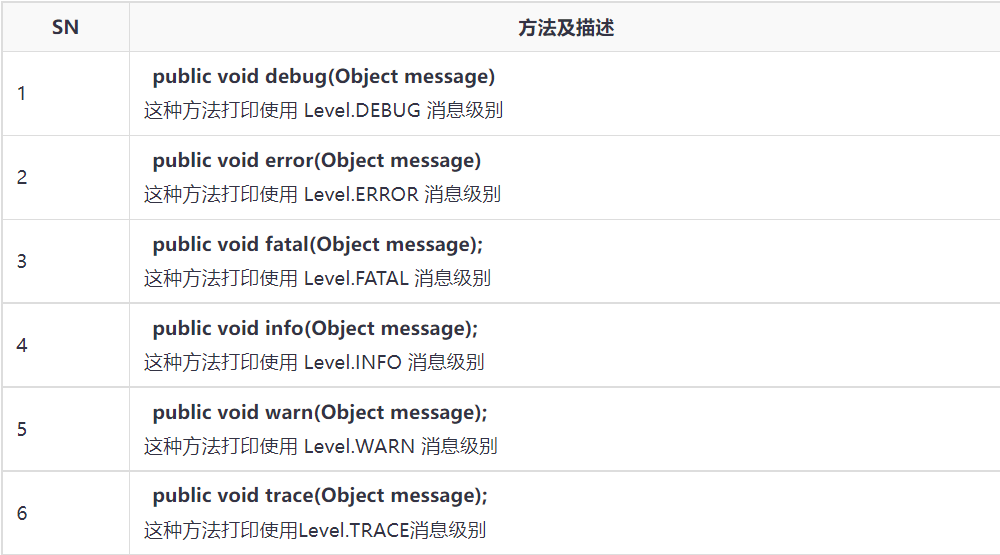 SN 方法及描述
1
public void debug(Object message)
这种方法打印使用 Level.DEBUG 消息级别
2
public void error(Object message)
这种方法打印使用 Level.ERROR 消息级别
3
public void fatal(Object message);
这种方法打印使用 Level.FATAL 消息级别
4
public void info(Object message);
这种方法打印使用 Level.INFO 消息级别
5
public void warn(Object message);
这种方法打印使用 Level.WARN 消息级别
6
public void trace(Object message);
这种方法打印使用Level.TRACE消息级别